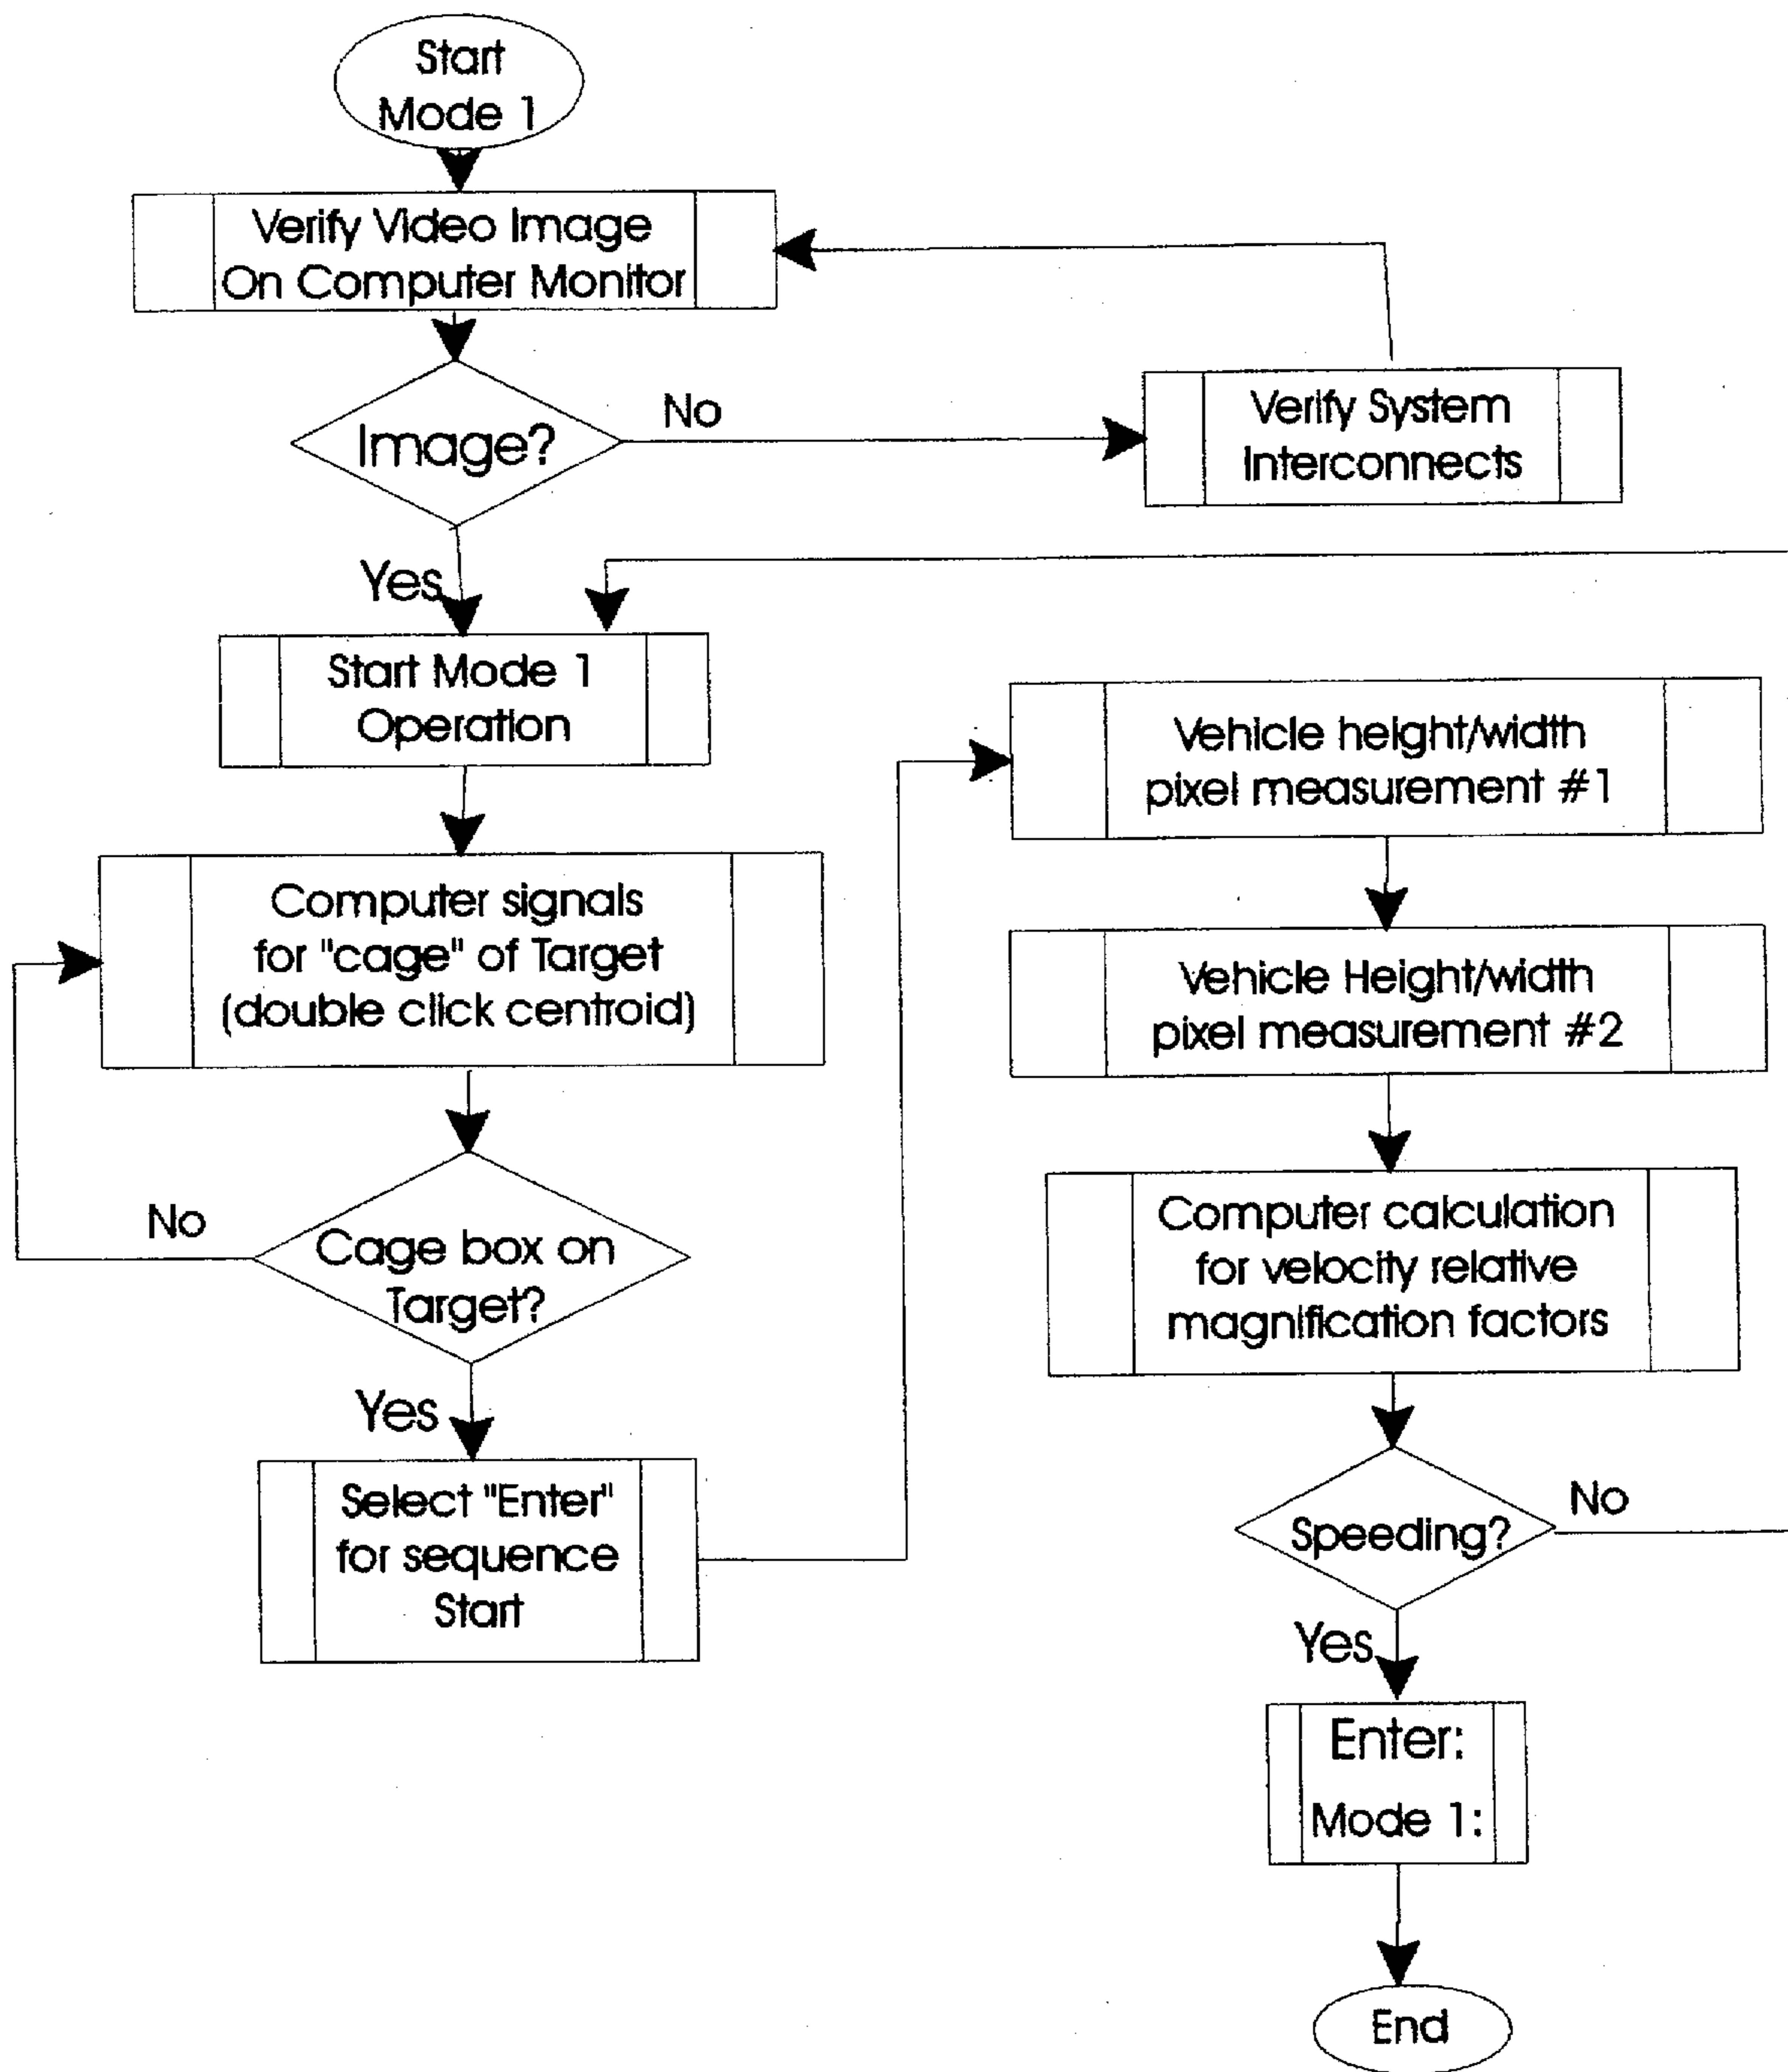 Start
Mode 1
Verify Video Image
On Computer Monitor
Image?
No
Verify System
Interconnects
Yes
Start Mode 1
Operation
Computer signals
for "cage" of Target
(double click centroid)
No
Cage box on
Target?
Yes
Select "Enter"
for sequence
Start
Vehicle height/width
pixel measurement #1
Vehicle Height/width
pixel measurement #2
Computer calculation
for velocity relative
magnification factors
Speeding?
No
Yes
Enter:
Mode 1:
End